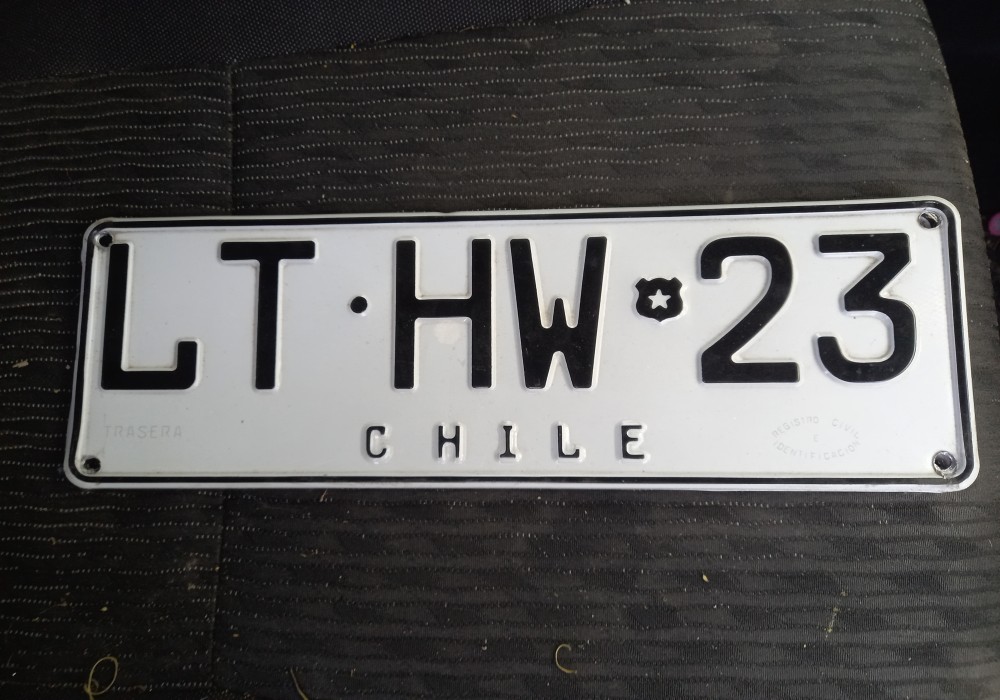 LT·HW 23
TRASERA
CHILE
REGISTRO CIVIL
E
IDENTIFICACION